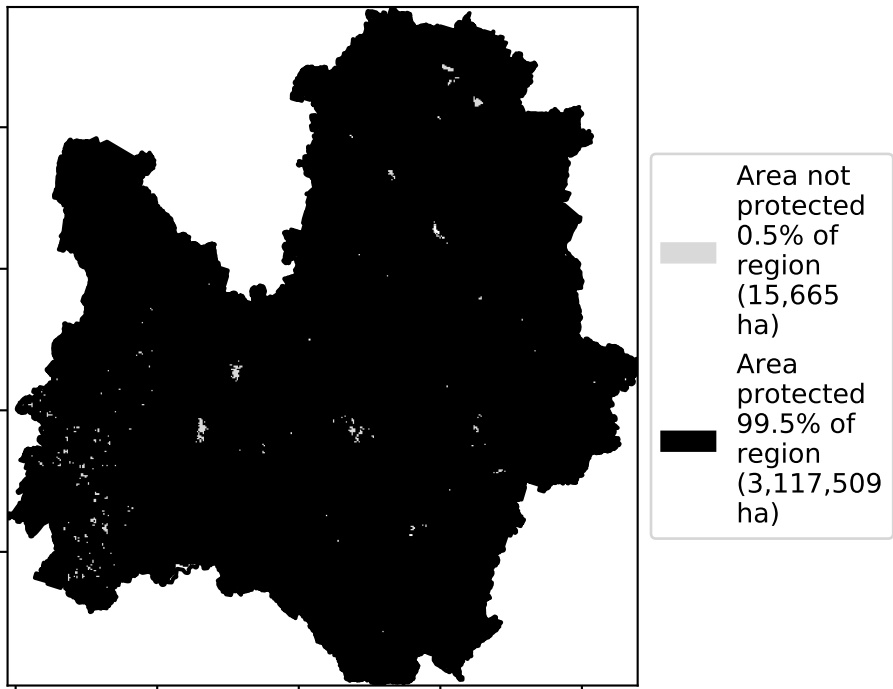 Area not
protected
0.5% of
region
(15,665
ha)
Area
protected
99.5% of
region
(3,117,509
ha)